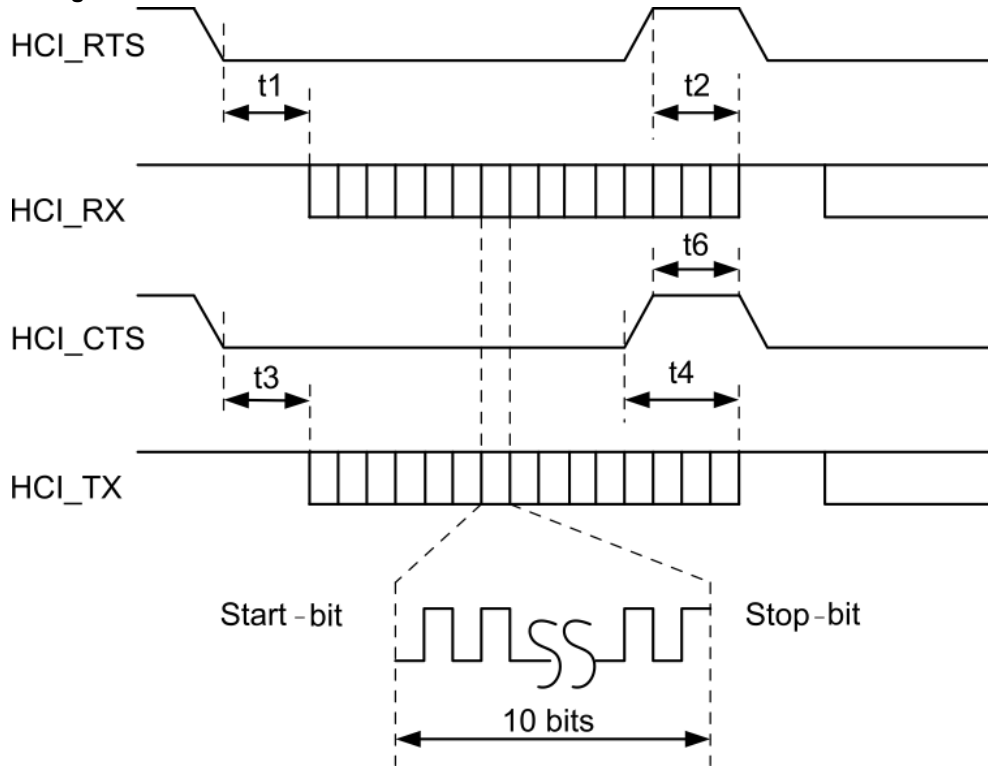 HCI_RTS
t1
t2
HCI_RX
t6
HCI_CTS
t3
t4
HCI_TX
Start-bit
Stop-bit
10 bits